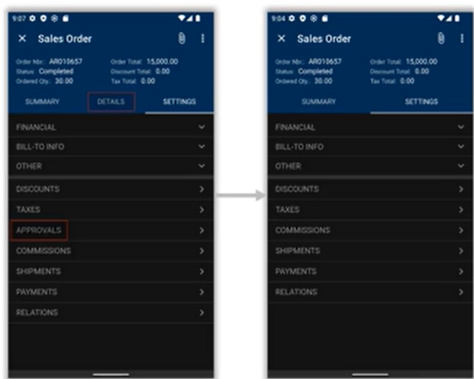 9:07
Sales Order
Order Nbr.: AR010657 Order Total: 15,000.00
Status: Completed Discount Total: 0.00
Ordered Qty.: 30.00 Tax Total: 0.00
SUMMARY DETAILS SETTINGS
FINANCIAL
BILL-TO INFO
OTHER
DISCOUNTS
TAXES
APPROVALS
COMMISSIONS
SHIPMENTS
PAYMENTS
RELATIONS
9:04
Sales Order
Order Nbr.: AR010657 Order Total: 15,000.00
Status: Completed Discount Total: 0.00
Ordered Qty.: 30.00 Tax Total: 0.00
SUMMARY SETTINGS
FINANCIAL
BILL-TO INFO
OTHER
DISCOUNTS
TAXES
COMMISSIONS
SHIPMENTS
PAYMENTS
RELATIONS